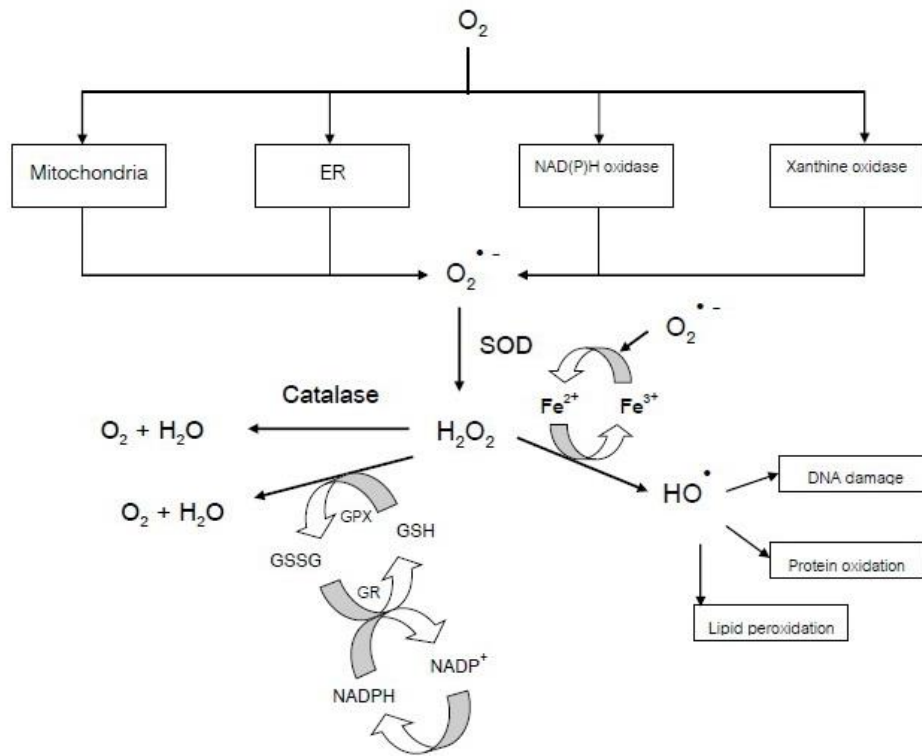 O₂
Mitochondria
ER
NAD(P)H oxidase
Xanthine oxidase
O₂•-
SOD
O₂•-
Catalase
Fe²⁺
Fe³⁺
O₂ + H₂O
H₂O₂
HO•
DNA damage
O₂ + H₂O
GPX
GSH
GSSG
Protein oxidation
GR
Lipid peroxidation
NADP⁺
NADPH